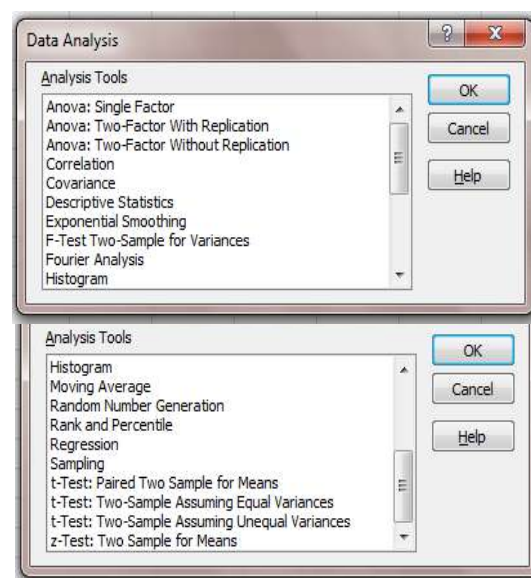 Data Analysis
Analysis Tools
OK
Anova: Single Factor
Anova: Two-Factor With Replication
Cancel
Anova: Two-Factor Without Replication
Correlation
Help
Covariance
Descriptive Statistics
Exponential Smoothing
F-Test Two-Sample for Variances
Fourier Analysis
Histogram
Analysis Tools
OK
Histogram
Moving Average
Cancel
Random Number Generation
Rank and Percentile
Help
Regression
Sampling
t-Test: Paired Two Sample for Means
t-Test: Two-Sample Assuming Equal Variances
t-Test: Two-Sample Assuming Unequal Variances
z-Test: Two Sample for Means